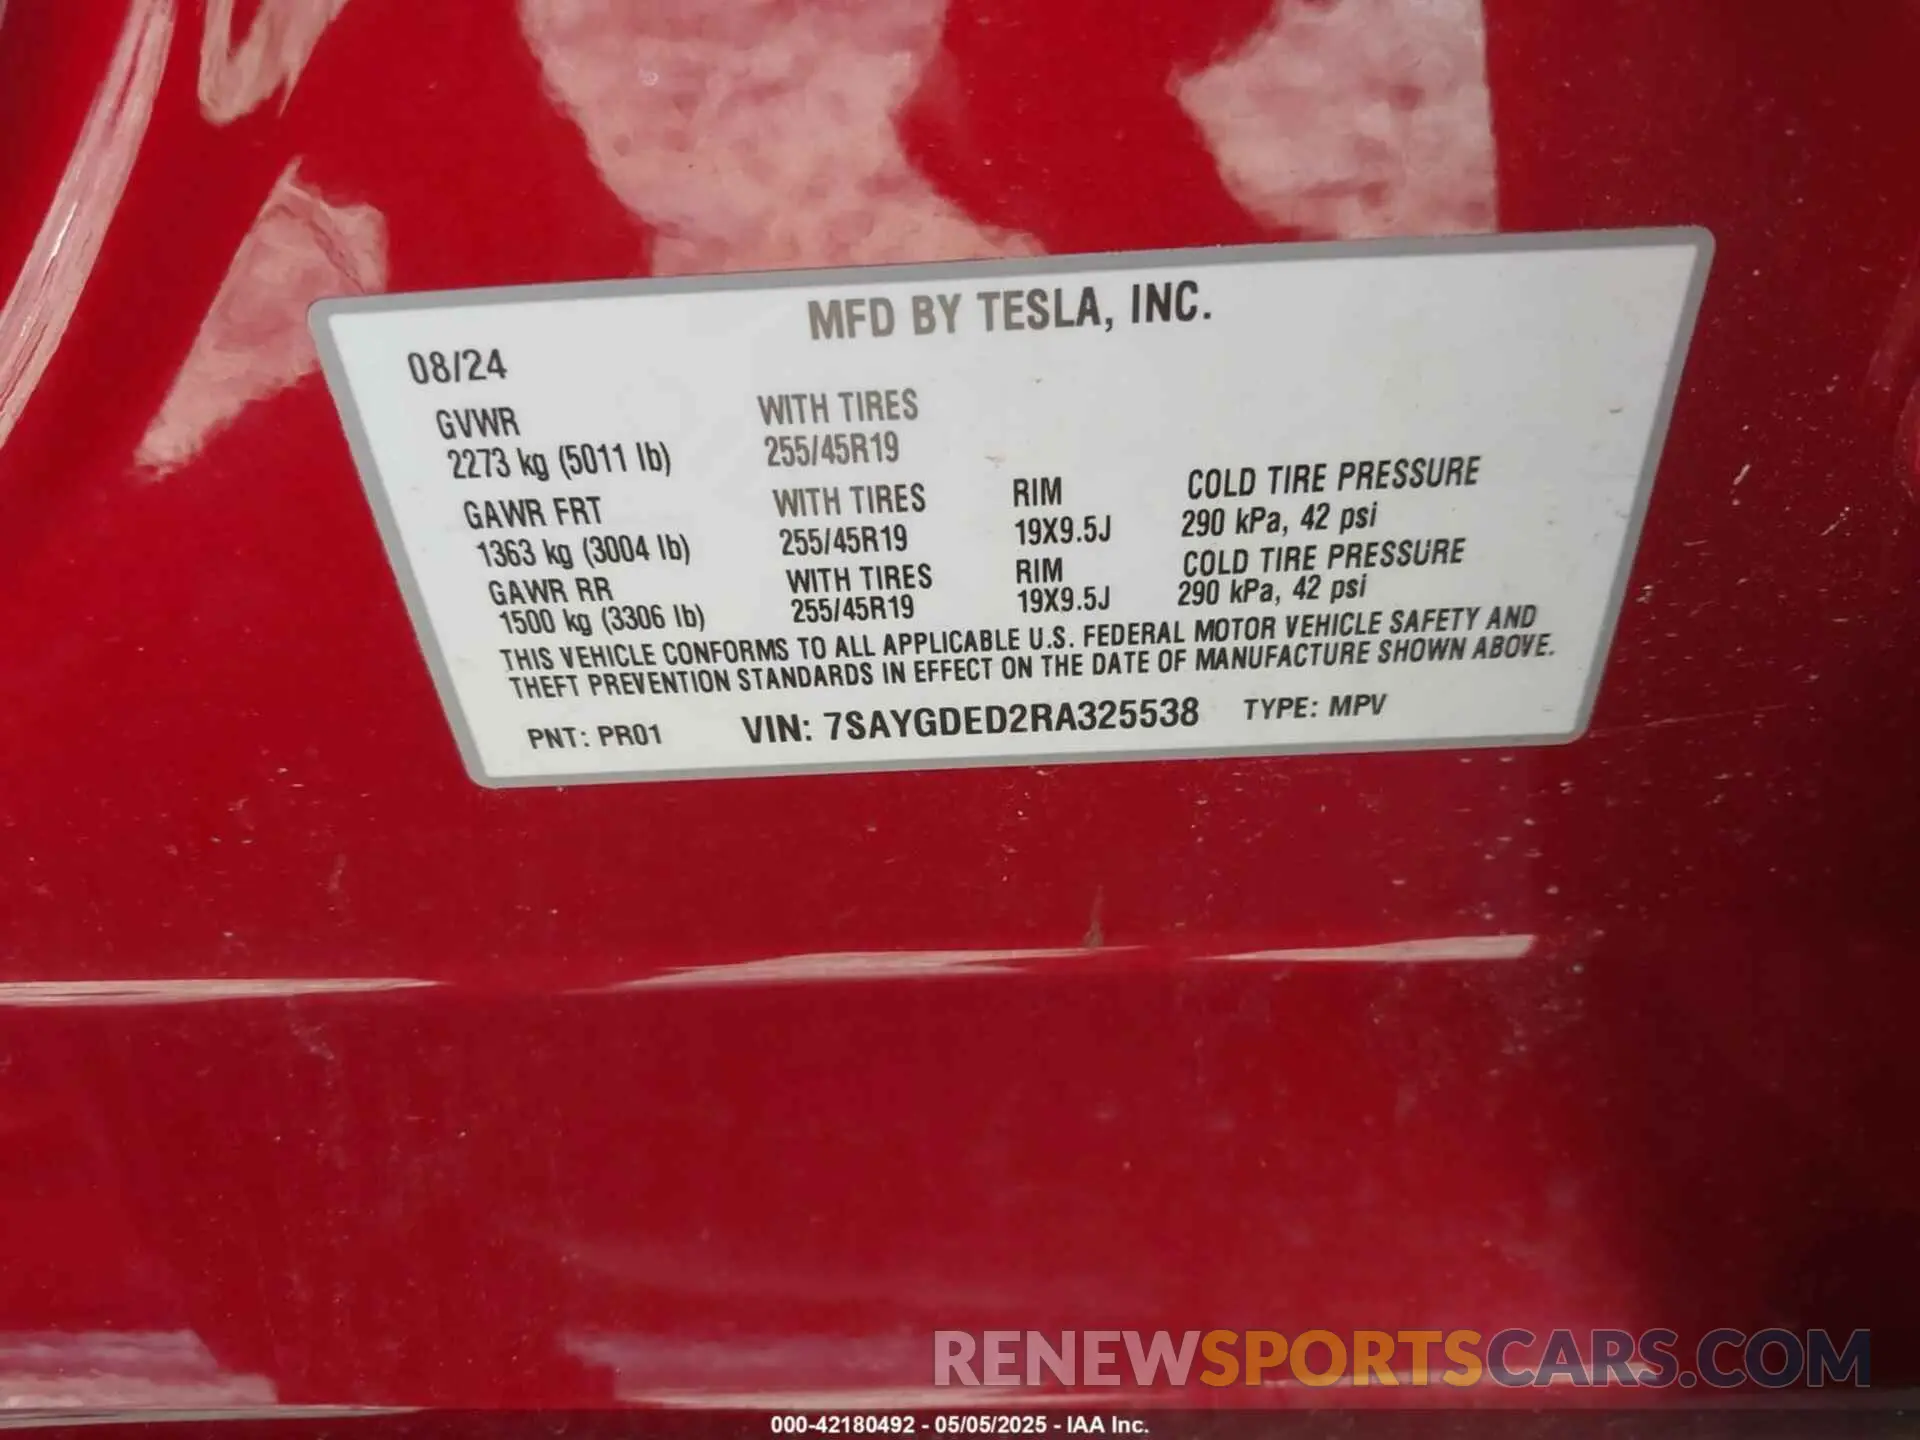 MFD BY TESLA, INC.
08/24
GVWR WITH TIRES
2273 kg (5011 lb) 255/45R19
GAWR FRT WITH TIRES RIM COLD TIRE PRESSURE
1363 kg (3004 lb) 255/45R19 19X9.5J 290 kPa, 42 psi
GAWR RR WITH TIRES RIM COLD TIRE PRESSURE
1500 kg (3306 lb) 255/45R19 19X9.5J 290 kPa, 42 psi
THIS VEHICLE CONFORMS TO ALL APPLICABLE U.S. FEDERAL MOTOR VEHICLE SAFETY AND
THEFT PREVENTION STANDARDS IN EFFECT ON THE DATE OF MANUFACTURE SHOWN ABOVE.
PNT: PR01 VIN: 7SAYGDED2RA325538 TYPE: MPV
RENEWSPORTSCARS.COM
000-42180492 - 05/05/2025 - IAA Inc.